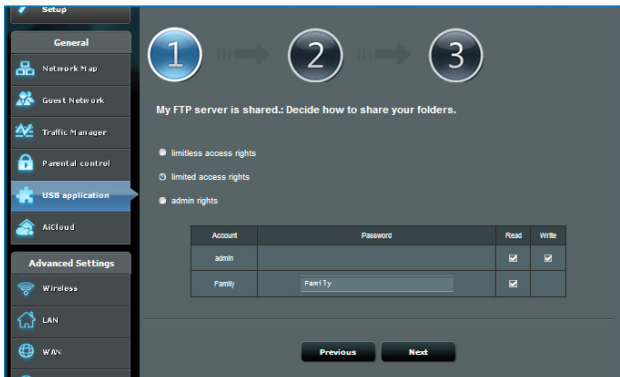 Setup
General
Network Map
Guest Network
Traffic Manager
Parental control
USB application
AiCloud
Advanced Settings
Wireless
LAN
WAN
1 2 3
My FTP server is shared.: Decide how to share your folders.
limitless access rights
limited access rights
admin rights
Account Password Read Write
admin
Family Family
Previous Next